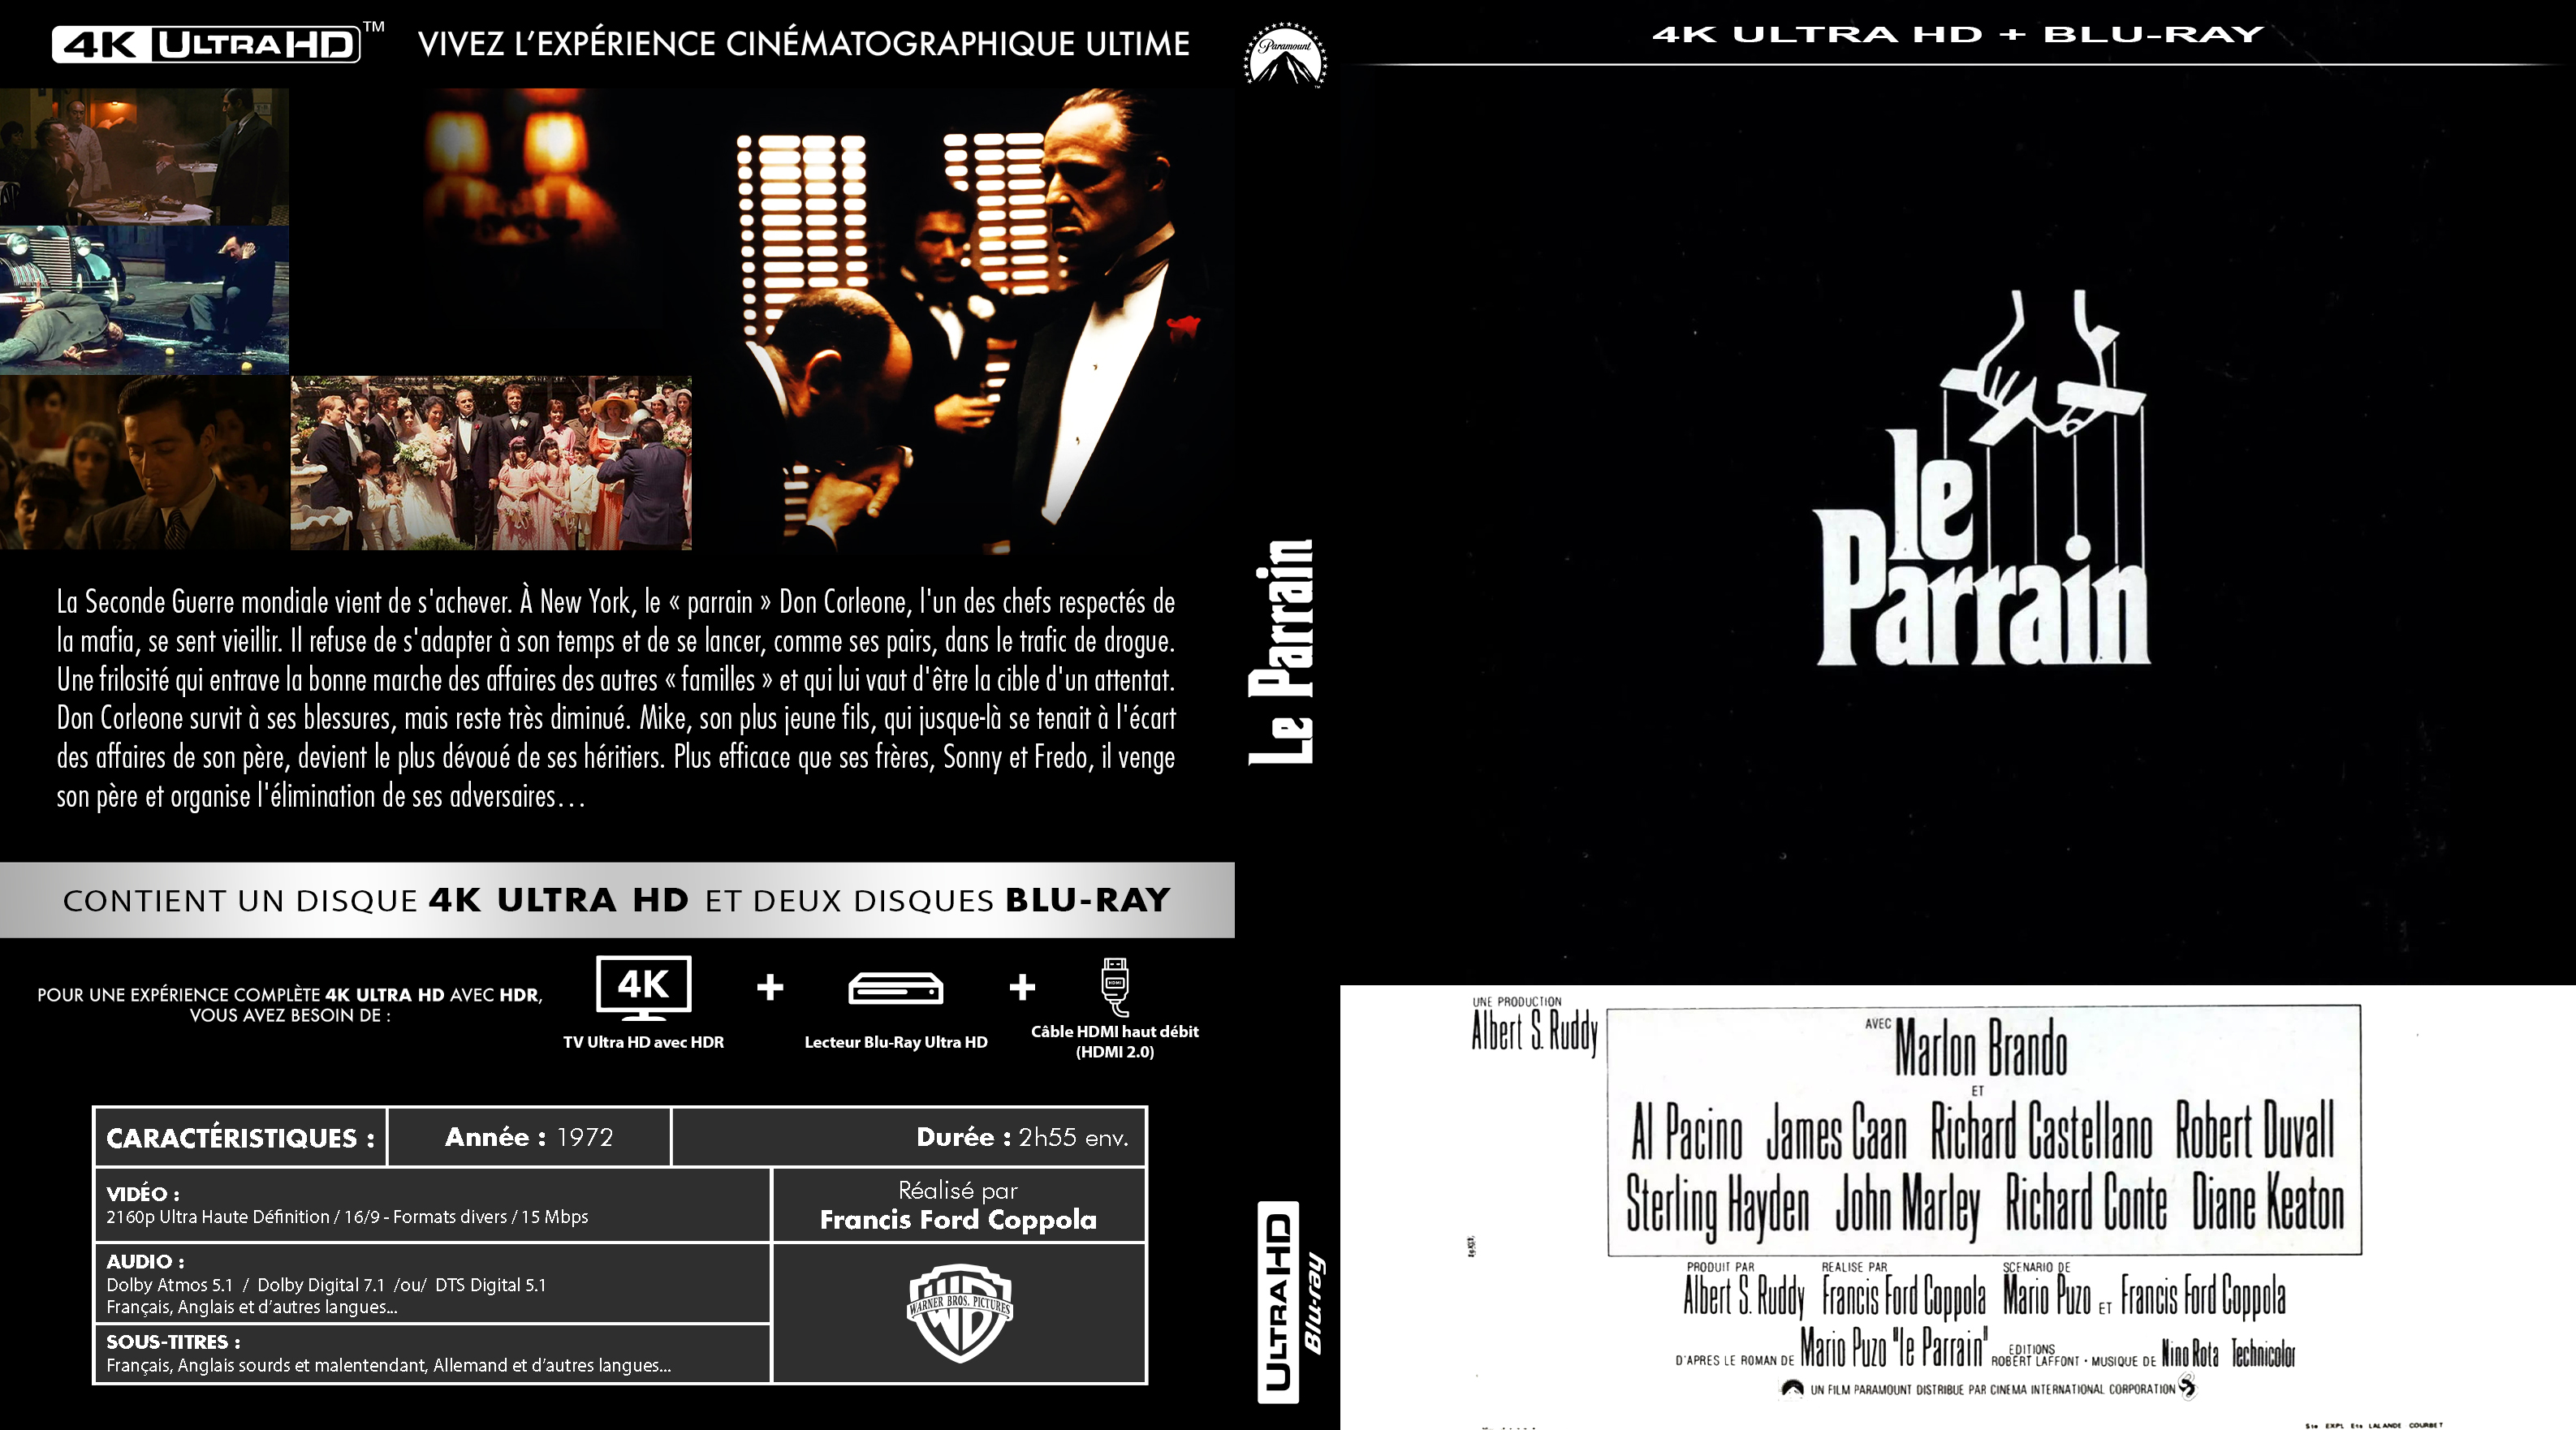 4K ULTRAHD™
VIVEZ L'EXPÉRIENCE CINÉMATOGRAPHIQUE ULTIME
La Seconde Guerre mondiale vient de s'achever. À New York, le « parrain » Don Corleone, l'un des chefs respectés de
la mafia, se sent vieillir. Il refuse de s'adapter à son temps et de se lancer, comme ses pairs, dans le trafic de drogue.
Une frilosité qui entrave la bonne marche des affaires des autres « familles » et qui lui vaut d'être la cible d'un attentat.
Don Corleone survit à ses blessures, mais reste très diminué. Mike, son plus jeune fils, qui jusque-là se tenait à l'écart
des affaires de son père, devient le plus dévoué de ses héritiers. Plus efficace que ses frères, Sonny et Fredo, il venge
son père et organise l'élimination de ses adversaires...
CONTIENT UN DISQUE 4K ULTRA HD ET DEUX DISQUES BLU-RAY
POUR UNE EXPÉRIENCE COMPLÈTE 4K ULTRA HD AVEC HDR,
VOUS AVEZ BESOIN DE :
4K
+
+
HDMI
TV Ultra HD avec HDR
Lecteur Blu-Ray Ultra HD
Câble HDMI haut débit
(HDMI 2.0)
CARACTÉRISTIQUES :
Année : 1972
Durée : 2h55 env.
VIDÉO :
2160p Ultra Haute Définition / 16/9 - Formats divers / 15 Mbps
Réalisé par
Francis Ford Coppola
AUDIO :
Dolby Atmos 5.1 / Dolby Digital 7.1 /ou/ DTS Digital 5.1
Français, Anglais et d'autres langues...
SOUS-TITRES :
Français, Anglais sourds et malentendant, Allemand et d'autres langues...
WARNER BROS. PICTURES
WB
Paramount
Le Parrain
ULTRAHD
Blu-ray
4K ULTRA HD + BLU-RAY
le
Parrain
UNE PRODUCTION
Albert S. Ruddy
AVEC Marlon Brando
ET
Al Pacino James Caan Richard Castellano Robert Duvall
Sterling Hayden John Marley Richard Conte Diane Keaton
PRODUIT PAR
Albert S. Ruddy
REALISE PAR
Francis Ford Coppola
SCENARIO DE
Mario Puzo ET Francis Ford Coppola
D'APRES LE ROMAN DE Mario Puzo "le Parrain" EDITIONS ROBERT LAFFONT • MUSIQUE DE Nino Rota Technicolor
UN FILM PARAMOUNT DISTRIBUE PAR CINEMA INTERNATIONAL CORPORATION
Ste EXPL Ets LALANDE COURBET